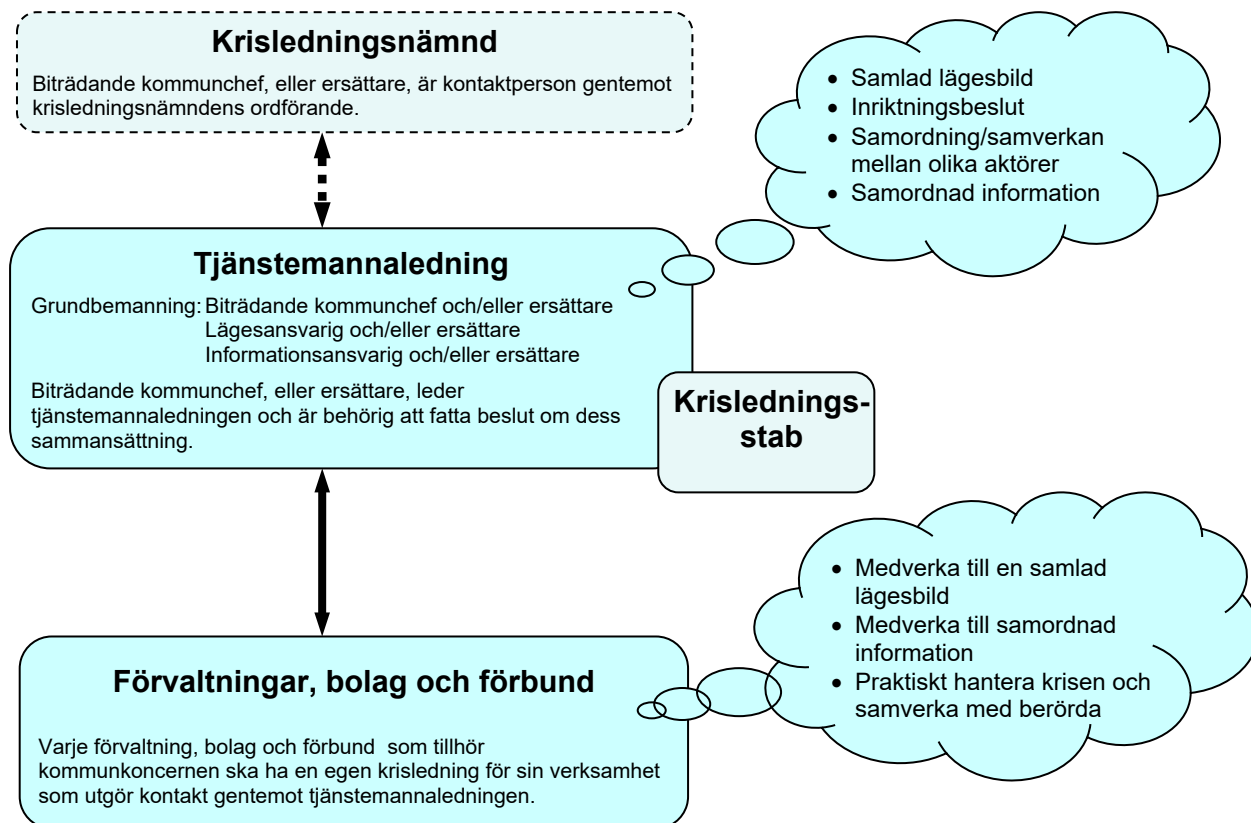 Krisledningsnämnd
Biträdande kommunchef, eller ersättare, är kontaktperson gentemot
krisledningsnämndens ordförande.
• Samlad lägesbild
• Inriktningsbeslut
• Samordning/samverkan
mellan olika aktörer
• Samordnad information
Tjänstemannaledning
Grundbemanning: Biträdande kommunchef och/eller ersättare
Lägesansvarig och/eller ersättare
Informationsansvarig och/eller ersättare
Biträdande kommunchef, eller ersättare, leder
tjänstemannaledningen och är behörig att fatta beslut om dess
sammansättning.
Krislednings-
stab
• Medverka till en samlad
lägesbild
• Medverka till samordnad
information
• Praktiskt hantera krisen och
samverka med berörda
Förvaltningar, bolag och förbund
Varje förvaltning, bolag och förbund som tillhör
kommunkoncernen ska ha en egen krisledning för sin verksamhet
som utgör kontakt gentemot tjänstemannaledningen.